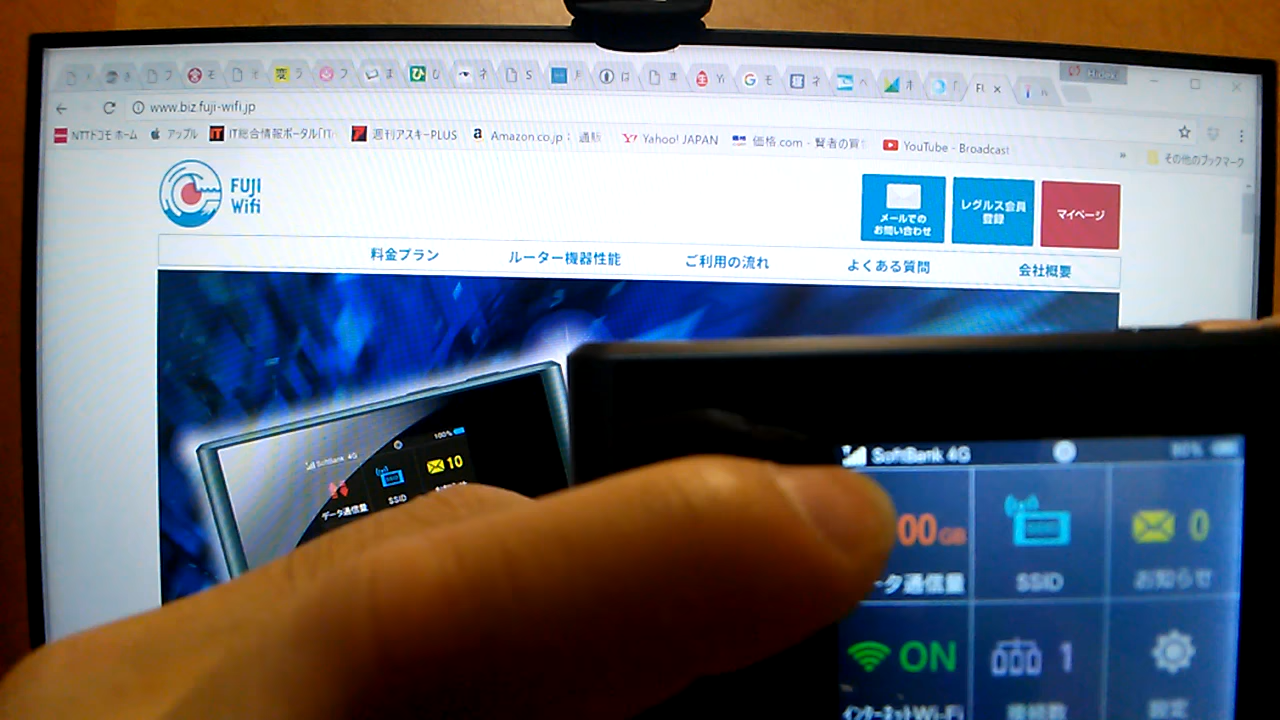 www.biz.fuji-wifi.jp
NTTドコモ ホーム
アップル
IT総合情報ポータル「IT
週刊アスキーPLUS
Amazon.co.jp： 通販
Yahoo! JAPAN
価格.com - 賢者の買
YouTube - Broadcast
»
その他のブックマーク
FUJI
Wifi
メールでの
お問い合わせ
レグルス会員
登録
マイページ
料金プラン
ルーター機器性能
ご利用の流れ
よくある質問
会社概要
SoftBank 4G
100%
10
データ通信量
SSID
SoftBank 4G
00GB
SSID
0
タ通信量
SSID
お知らせ
ON
1
インターネットWi-Fi
接続数
設定